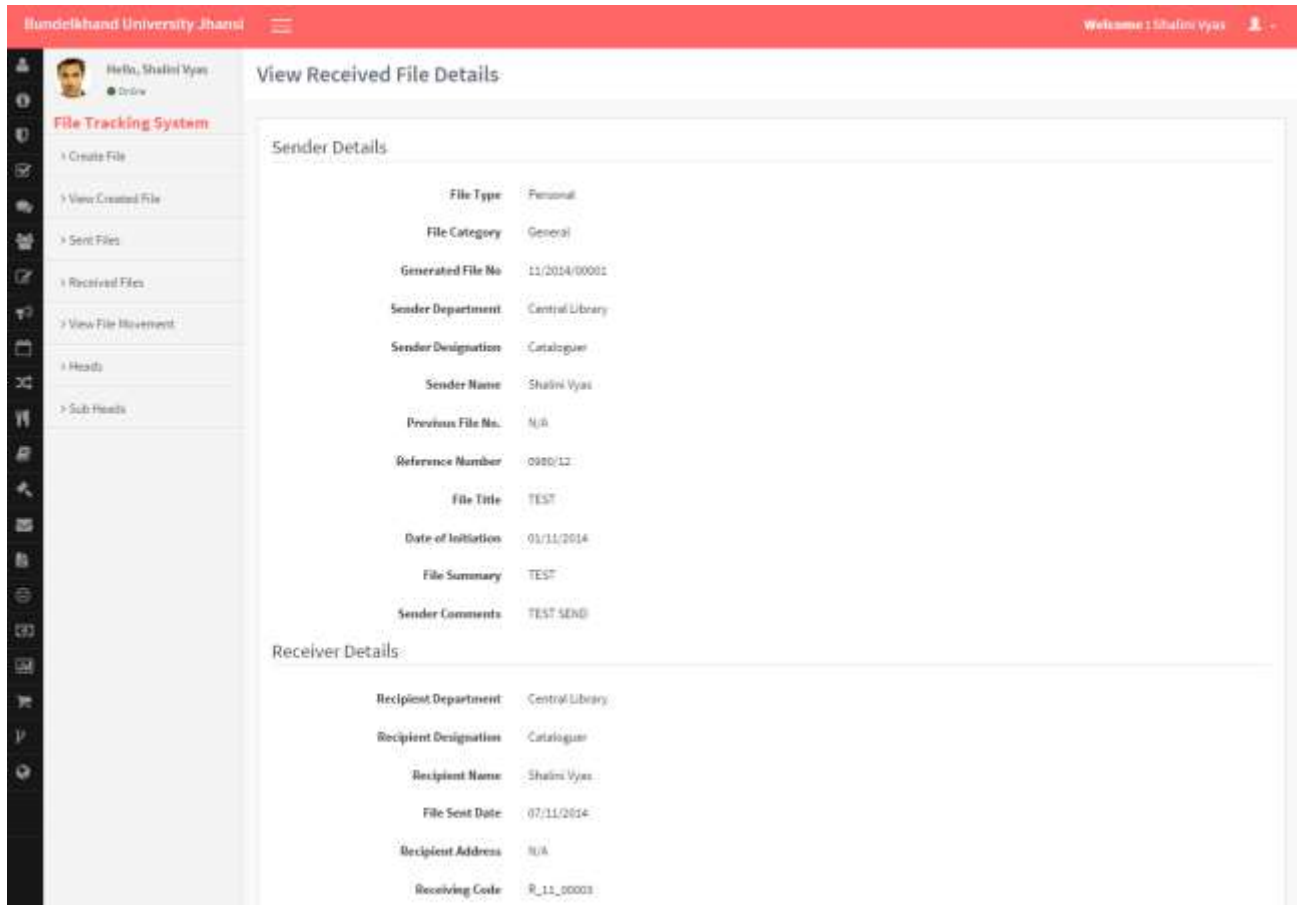 Bundelkhand University Jhansi
Welcome : Shalini Vyas
Hello, Shalini Vyas
Online
File Tracking System
> Create File
> View Created File
> Sent Files
> Received Files
> View File Movement
> Heads
> Sub Heads
View Received File Details
Sender Details
File Type Personal
File Category General
Generated File No 11/2014/00001
Sender Department Central Library
Sender Designation Cataloguer
Sender Name Shalini Vyas
Previous File No. N/A
Reference Number 0980/12
File Title TEST
Date of Initiation 01/11/2014
File Summary TEST
Sender Comments TEST SEND
Receiver Details
Recipient Department Central Library
Recipient Designation Cataloguer
Recipient Name Shalini Vyas
File Sent Date 07/11/2014
Recipient Address N/A
Receiving Code R_11_00003